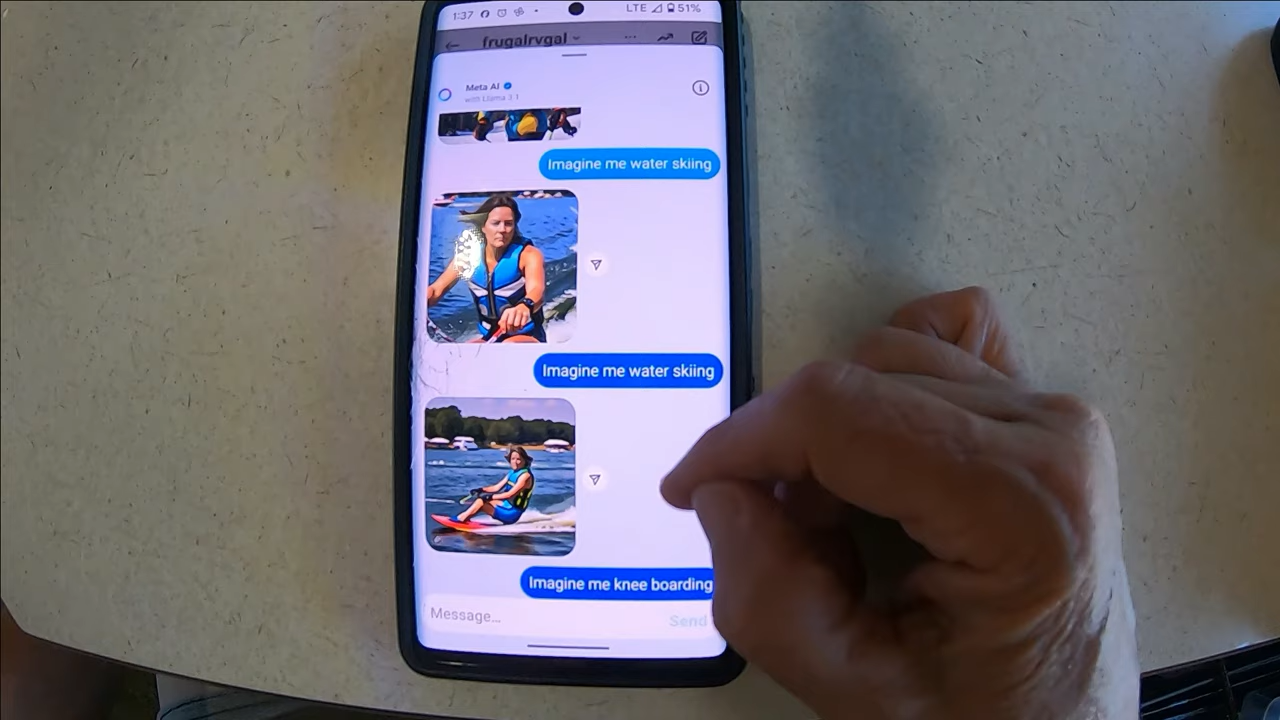 1:37
LTE 51%
frugalrvgal
Meta AI
with Llama 3.1
Imagine me water skiing
Imagine me water skiing
Imagine me knee boarding
Message...
Send